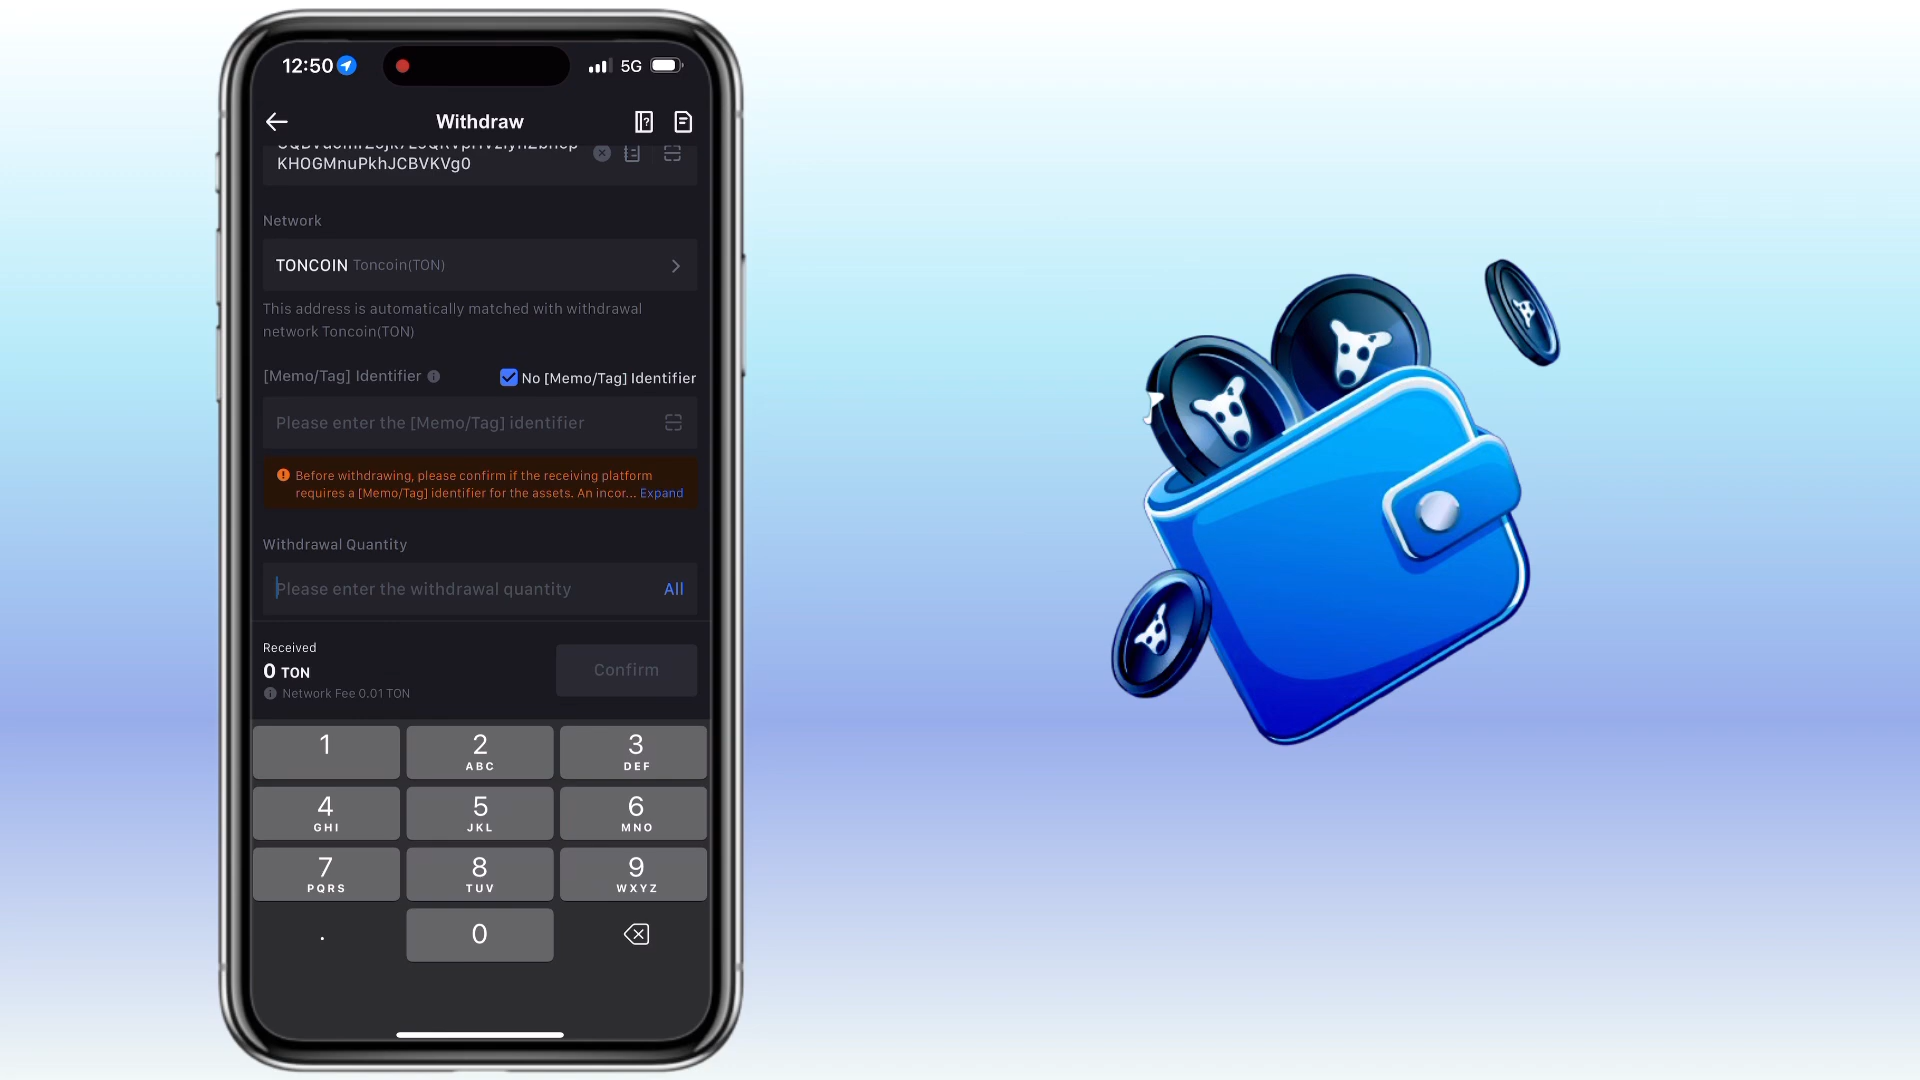 12:50
5G
Withdraw
KHOGMnuPkhJCBVKVg0
Network
TONCOIN Toncoin(TON)
This address is automatically matched with withdrawal
network Toncoin(TON)
[Memo/Tag] Identifier
No [Memo/Tag] Identifier
Please enter the [Memo/Tag] identifier
Before withdrawing, please confirm if the receiving platform
requires a [Memo/Tag] identifier for the assets. An incor... Expand
Withdrawal Quantity
Please enter the withdrawal quantity All
Received
0 TON
Network Fee 0.01 TON
Confirm
1
2
ABC
3
DEF
4
GHI
5
JKL
6
MNO
7
PQRS
8
TUV
9
WXYZ
.
0